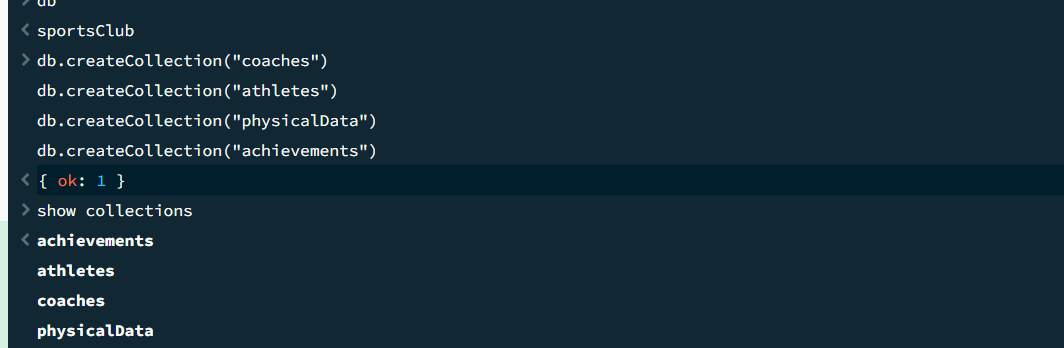 db
sportsClub
db.createCollection("coaches")
db.createCollection("athletes")
db.createCollection("physicalData")
db.createCollection("achievements")
{ ok: 1 }
show collections
achievements
athletes
coaches
physicalData